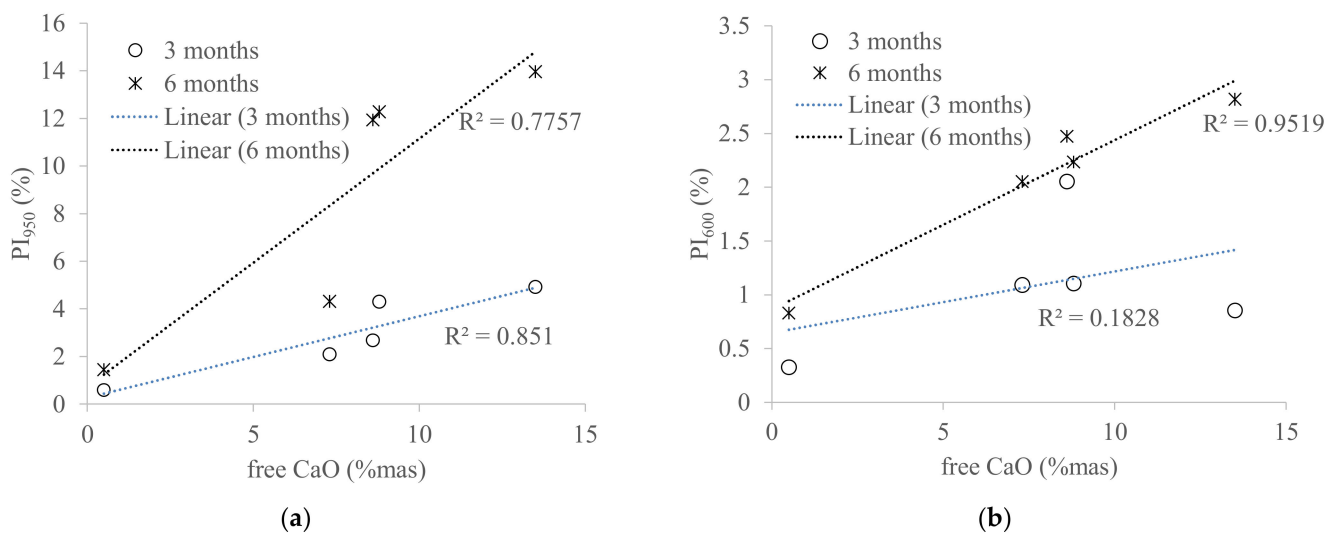 16
14
12
10
8
6
4
2
0
PI950 (%)
3 months
6 months
Linear (3 months)
Linear (6 months)
R² = 0.7757
R² = 0.851
0 5 10 15
free CaO (%mas)
(a)
3.5
3
2.5
2
1.5
1
0.5
0
PI600 (%)
3 months
6 months
Linear (3 months)
Linear (6 months)
R² = 0.9519
R² = 0.1828
0 5 10 15
free CaO (%mas)
(b)